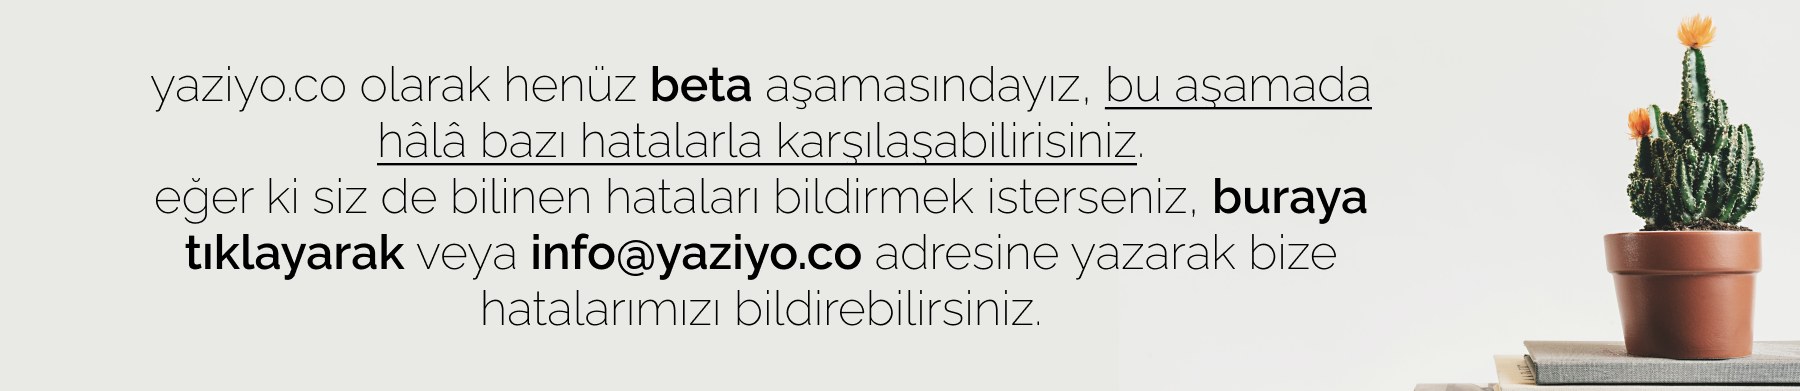 yaziyo.co olarak henüz beta aşamasındayız, bu aşamada
hâlâ bazı hatalarla karşılaşabilirisiniz.
eğer ki siz de bilinen hataları bildirmek isterseniz, buraya
tıklayarak veya info@yaziyo.co adresine yazarak bize
hatalarımızı bildirebilirsiniz.